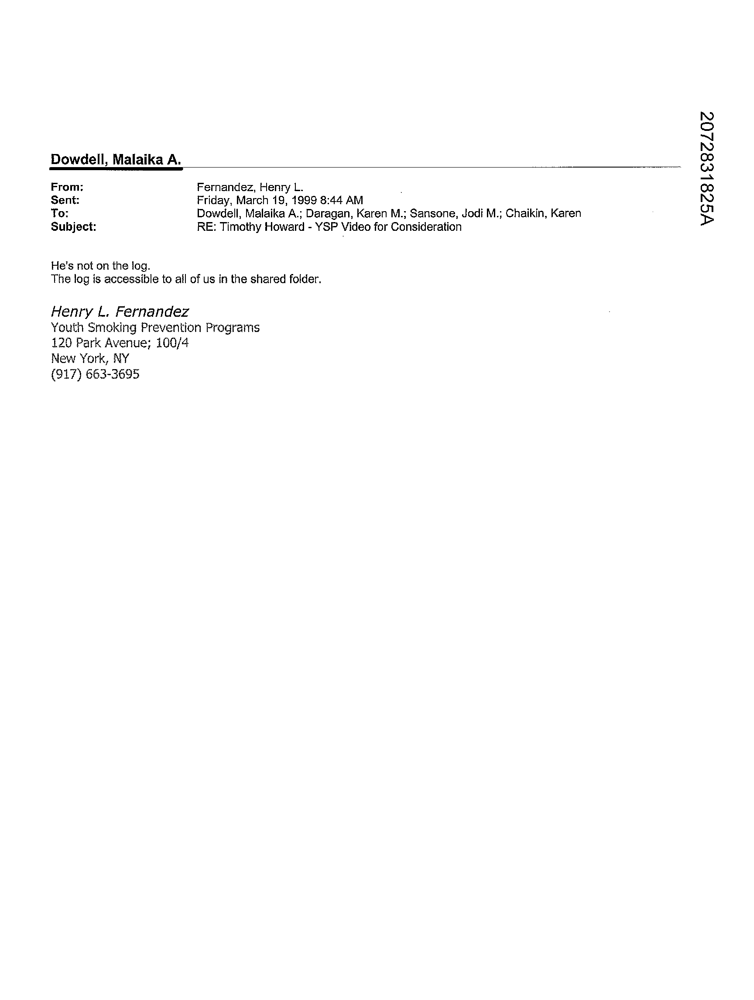 Dowdell, Malaika A.
From: Fernandez, Henry L.
Sent: Friday, March 19, 1999 8:44 AM
To: Dowdell, Malaika A.; Daragan, Karen M.; Sansone, Jodi M.; Chaikin, Karen
Subject: RE: Timothy Howard - YSP Video for Consideration
He's not on the log.
The log is accessible to all of us in the shared folder.
Henry L. Fernandez
Youth Smoking Prevention Programs
120 Park Avenue; 100/4
New York, NY
(917) 663-3695
2072831825A